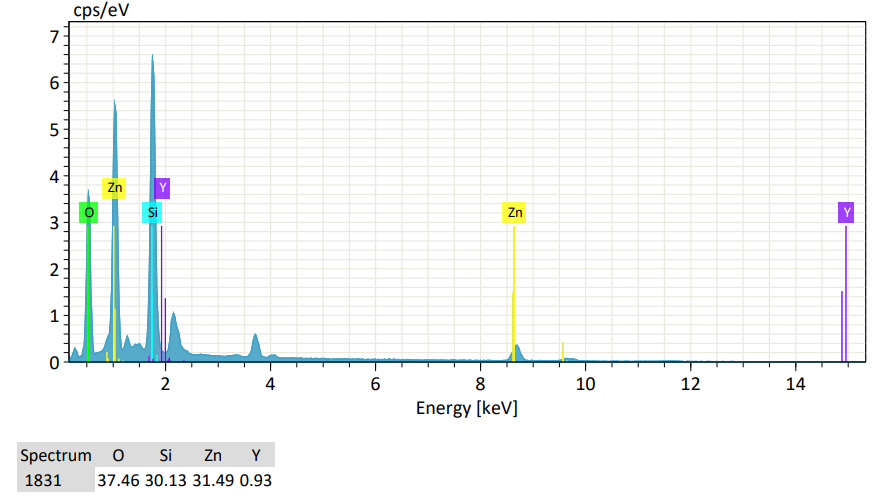 cps/eV
7
6
5
4
3
2
1
0
Zn
Y
O
Si
Zn
Y
2 4 6 8 10 12 14
Energy [keV]
Spectrum O Si Zn Y
1831 37.46 30.13 31.49 0.93